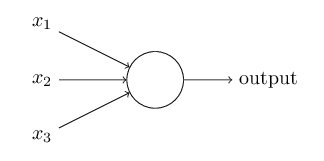 x₁
x₂
output
x₃